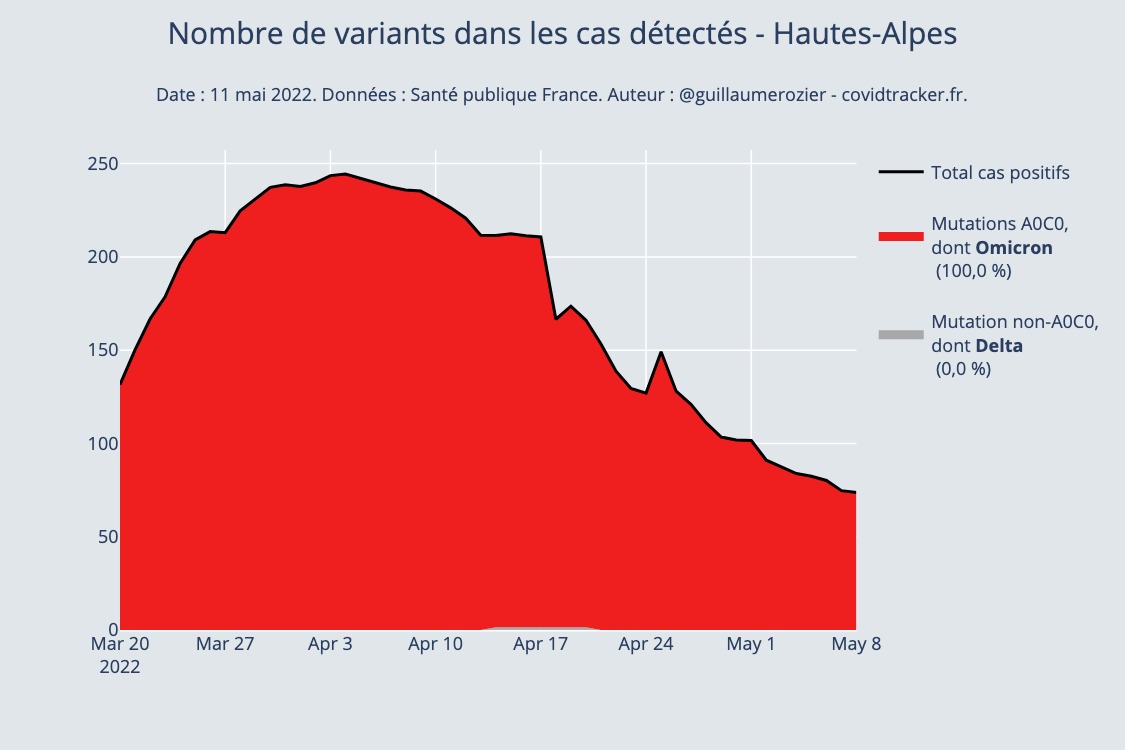 Nombre de variants dans les cas détectés - Hautes-Alpes
Date : 11 mai 2022. Données : Santé publique France. Auteur : @guillaumerozier - covidtracker.fr.
250
200
150
100
50
0
Mar 20 Mar 27 Apr 3 Apr 10 Apr 17 Apr 24 May 1 May 8
2022
Total cas positifs
Mutations A0C0,
dont Omicron
(100,0 %)
Mutation non-A0C0,
dont Delta
(0,0 %)